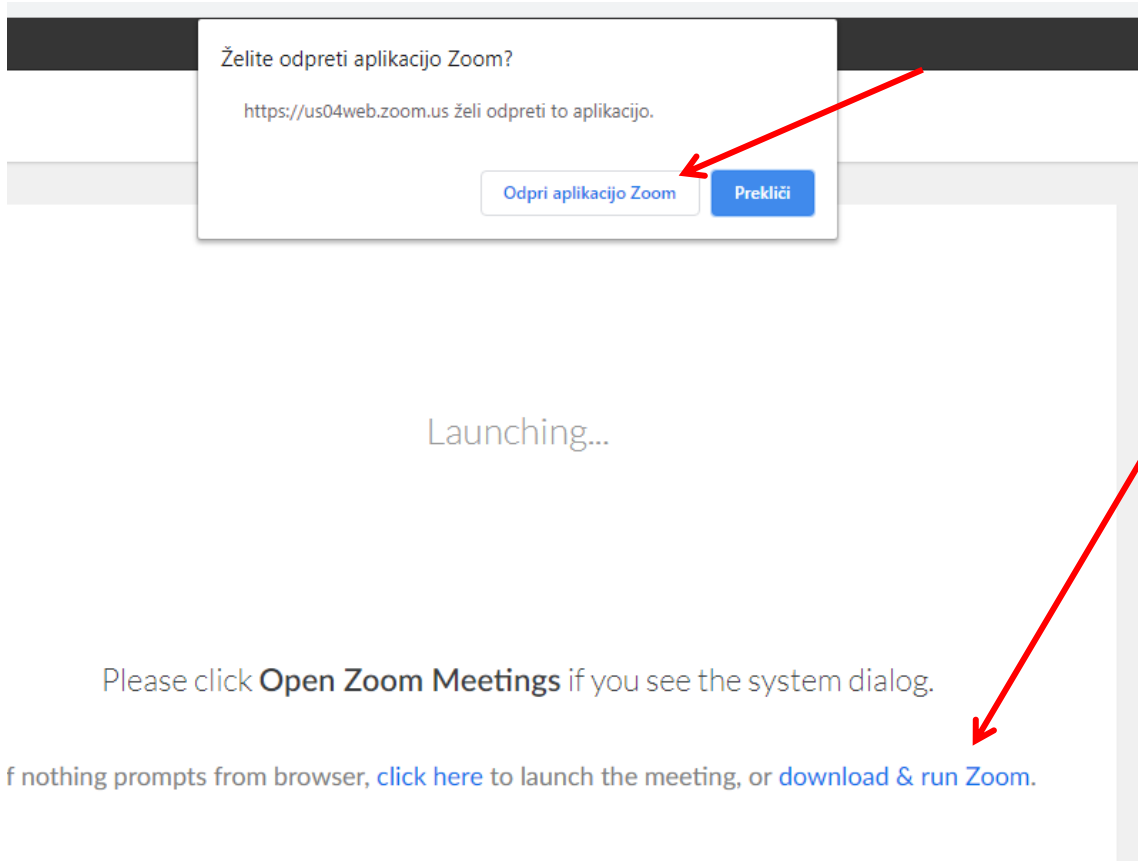 Želite odpreti aplikacijo Zoom?
https://us04web.zoom.us želi odpreti to aplikacijo.
Odpri aplikacijo Zoom Prekliči
Launching...
Please click Open Zoom Meetings if you see the system dialog.
f nothing prompts from browser, click here to launch the meeting, or download & run Zoom.